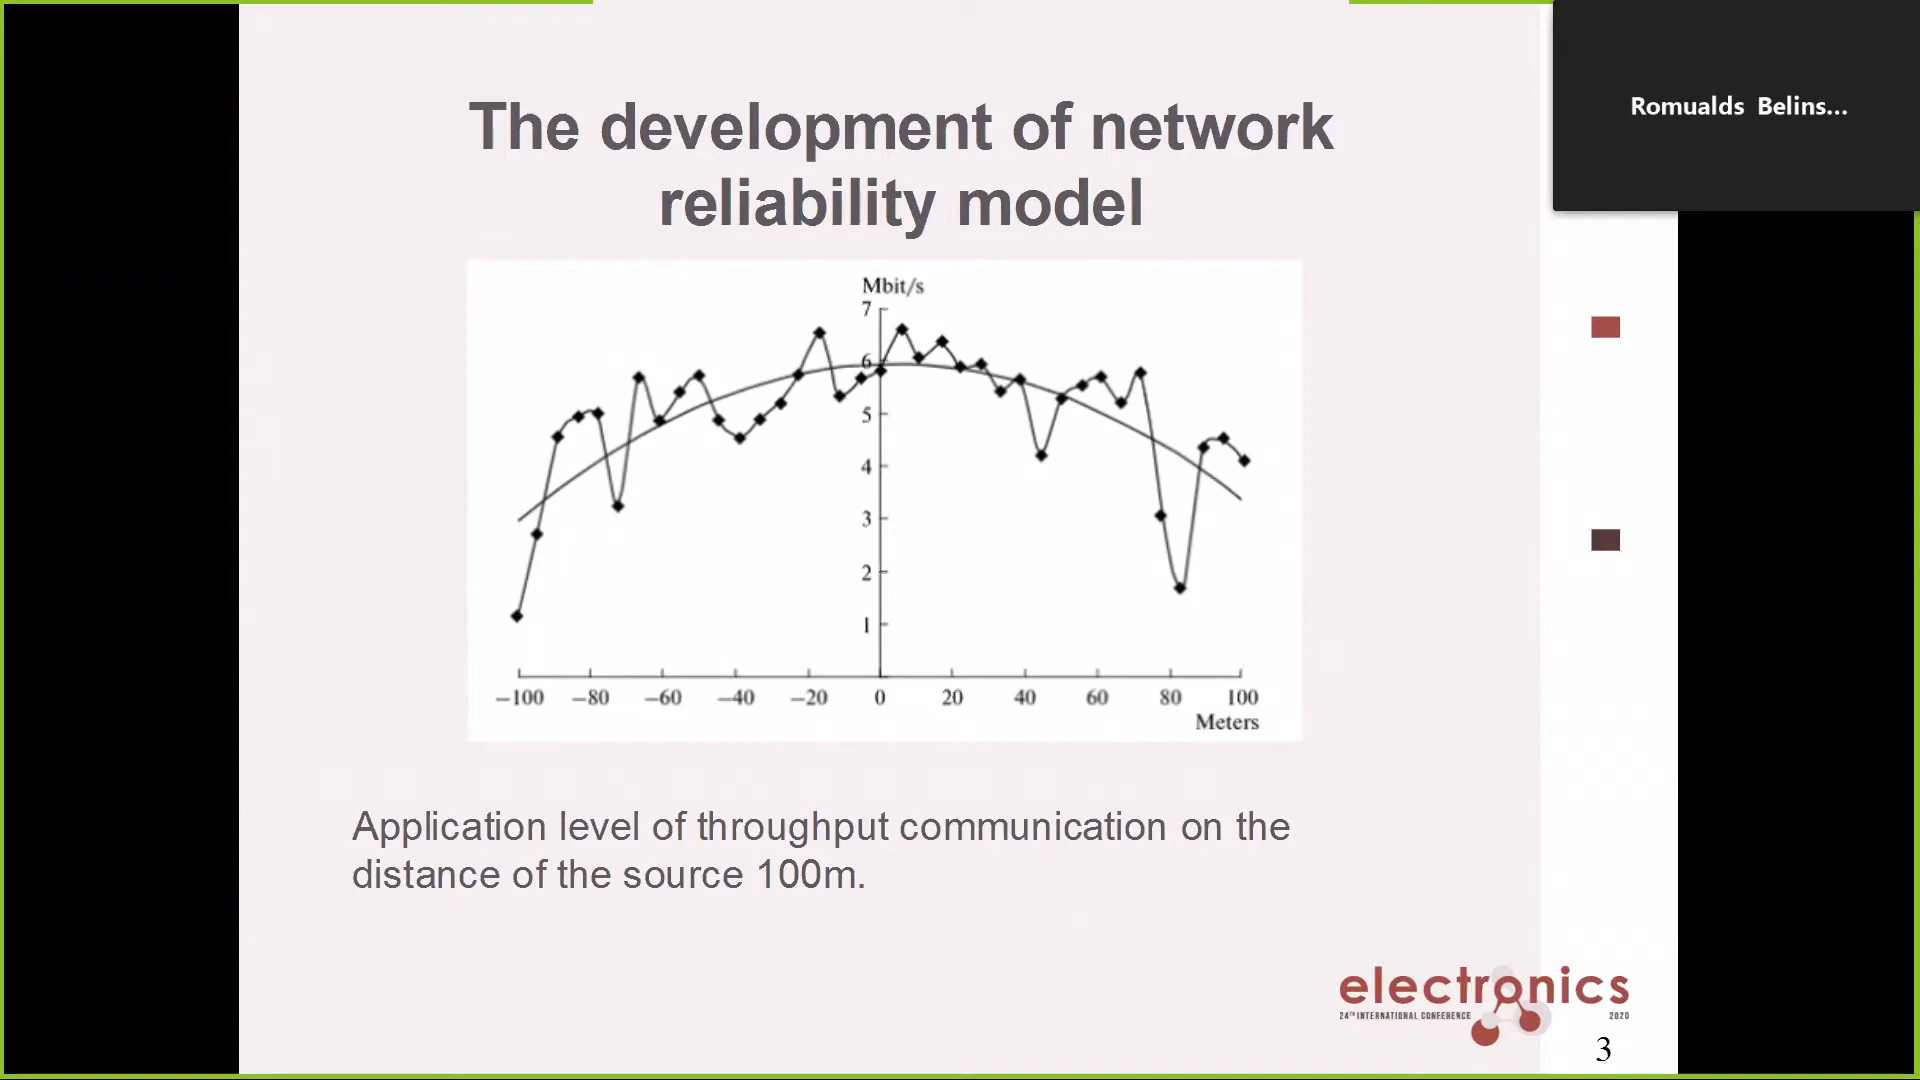 Romualds Belins...
The development of network
reliability model
Mbit/s
7
6
5
4
3
2
1
−100 −80 −60 −40 −20 0 20 40 60 80 100
Meters
Application level of throughput communication on the
distance of the source 100m.
electronics
24TH INTERNATIONAL CONFERENCE 2020
3